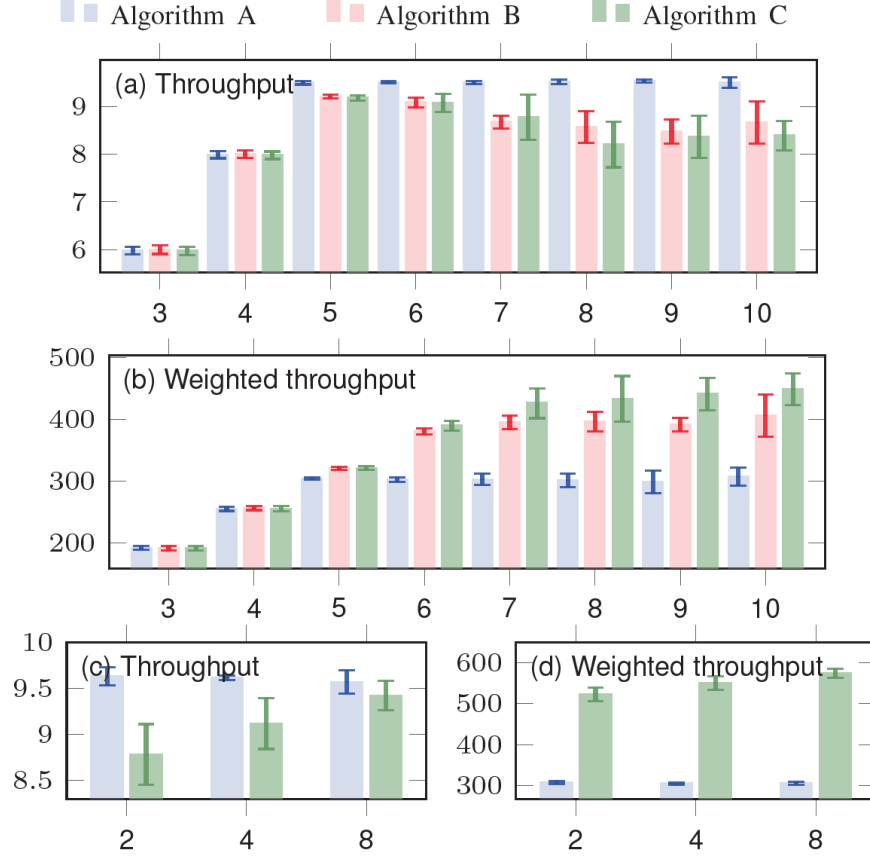 Algorithm A Algorithm B Algorithm C
(a) Throughput
9
8
7
6
3 4 5 6 7 8 9 10
(b) Weighted throughput
500
400
300
200
3 4 5 6 7 8 9 10
(c) Throughput
10
9.5
9
8.5
2 4 8
(d) Weighted throughput
600
500
400
300
2 4 8